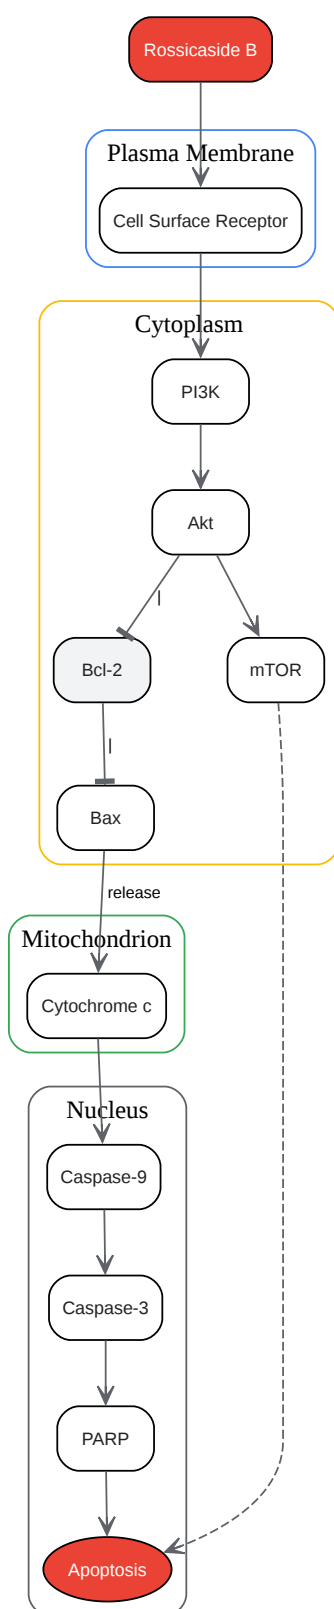 Rossicaside B
Plasma Membrane
Cell Surface Receptor
Cytoplasm
PI3K
Akt
|
Bcl-2
mTOR
|
Bax
release
Mitochondrion
Cytochrome c
Nucleus
Caspase-9
Caspase-3
PARP
Apoptosis